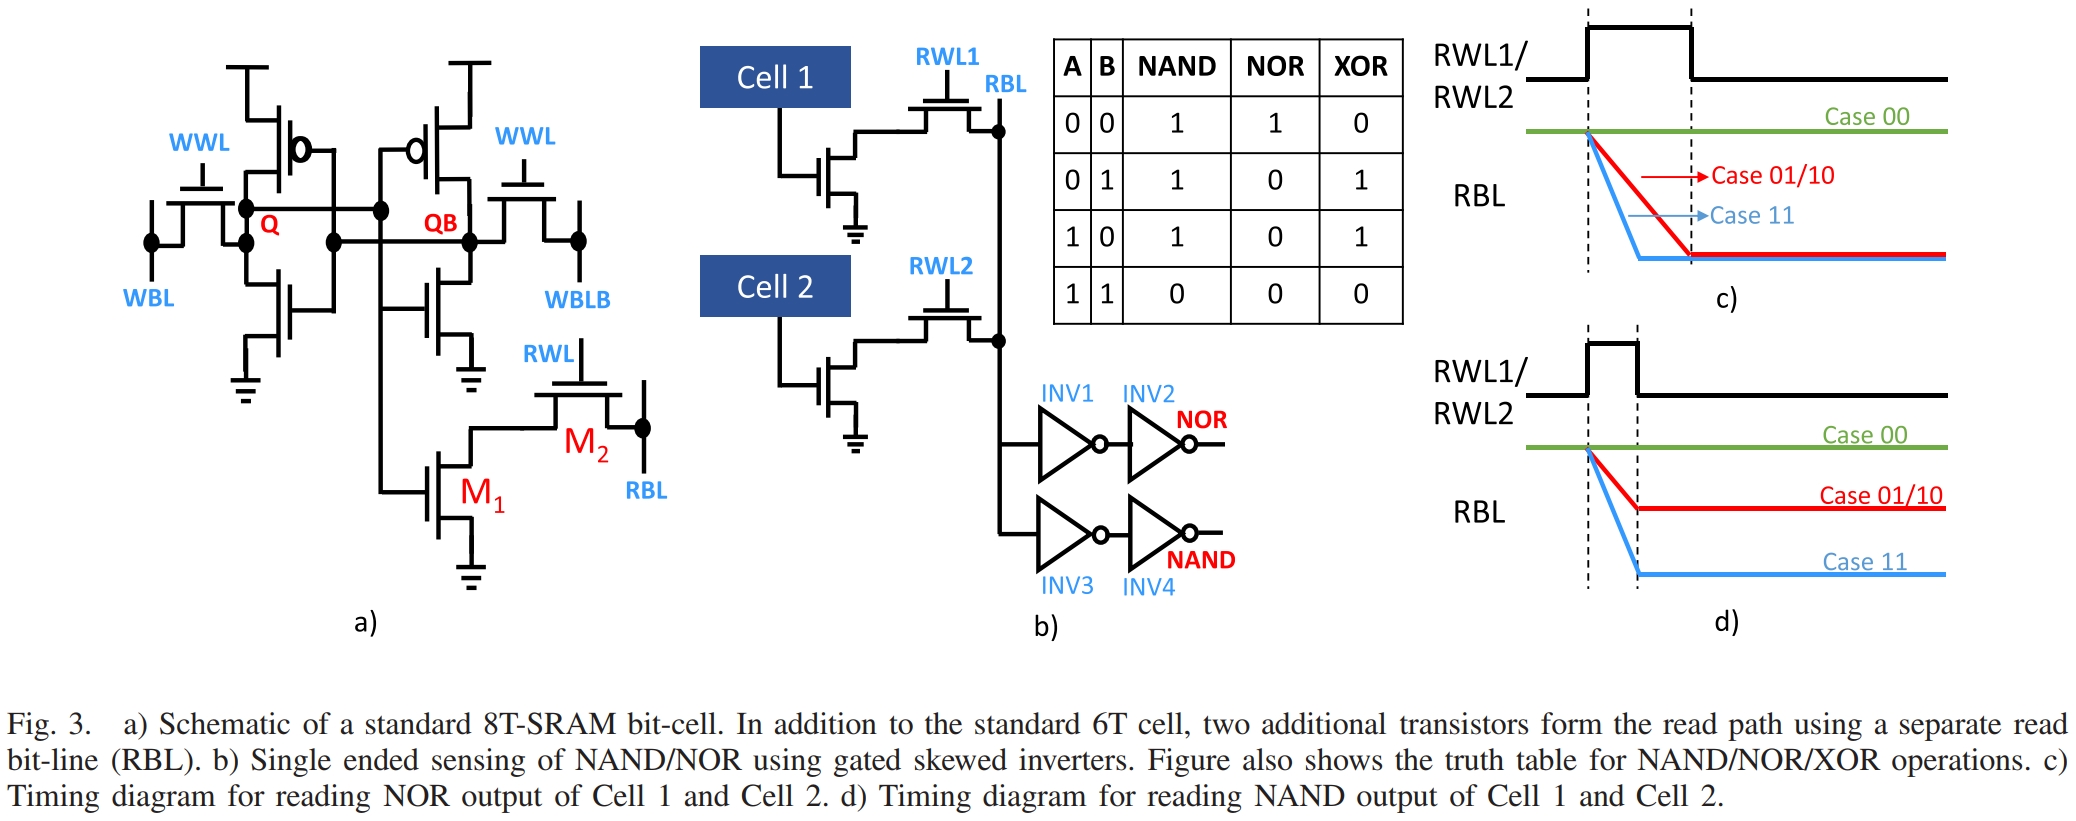 WWL
WBL
Q
QB
WWL
WBLB
RWL
M2
M1
RBL
a)
Cell 1
RWL1
RBL
Cell 2
RWL2
INV1
INV2
NOR
NAND
INV3
INV4
A B NAND NOR XOR
0 0 1 1 0
0 1 1 0 1
1 0 1 0 1
1 1 0 0 0
b)
RWL1/
RWL2
Case 00
Case 01/10
RBL
Case 11
c)
RWL1/
RWL2
Case 00
Case 01/10
RBL
Case 11
d)
Fig. 3. a) Schematic of a standard 8T-SRAM bit-cell. In addition to the standard 6T cell, two additional transistors form the read path using a separate read
bit-line (RBL). b) Single ended sensing of NAND/NOR using gated skewed inverters. Figure also shows the truth table for NAND/NOR/XOR operations. c)
Timing diagram for reading NOR output of Cell 1 and Cell 2. d) Timing diagram for reading NAND output of Cell 1 and Cell 2.